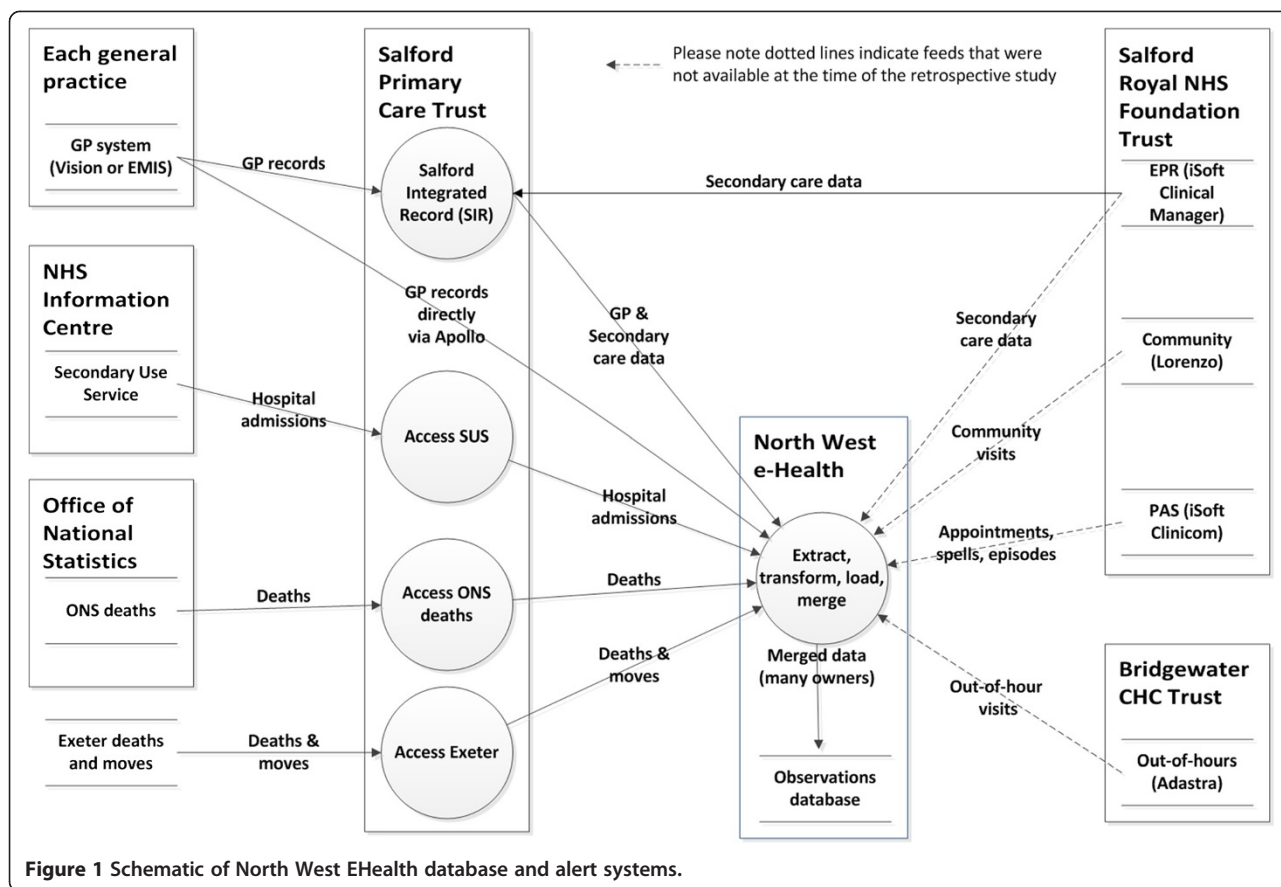 Each general
practice
GP system
(Vision or EMIS)
NHS
Information
Centre
Secondary Use
Service
Office of
National
Statistics
ONS deaths
Exeter deaths
and moves
GP records
GP records
directly
via Apollo
Hospital
admissions
Deaths
Deaths &
moves
Salford
Primary
Care Trust
Salford
Integrated
Record (SIR)
Access SUS
Access ONS
deaths
Access Exeter
Please note dotted lines indicate feeds that were
not available at the time of the retrospective study
Secondary care data
GP &
Secondary
care data
Hospital
admissions
Deaths
Deaths &
moves
North West
e-Health
Extract,
transform, load,
merge
Merged data
(many owners)
Observations
database
Secondary
care data
Community
visits
Appointments,
spells, episodes
Out-of-hour
visits
Salford
Royal NHS
Foundation
Trust
EPR (iSoft
Clinical
Manager)
Community
(Lorenzo)
PAS (iSoft
Clinicom)
Bridgewater
CHC Trust
Out-of-hours
(Adastra)
Figure 1 Schematic of North West EHealth database and alert systems.